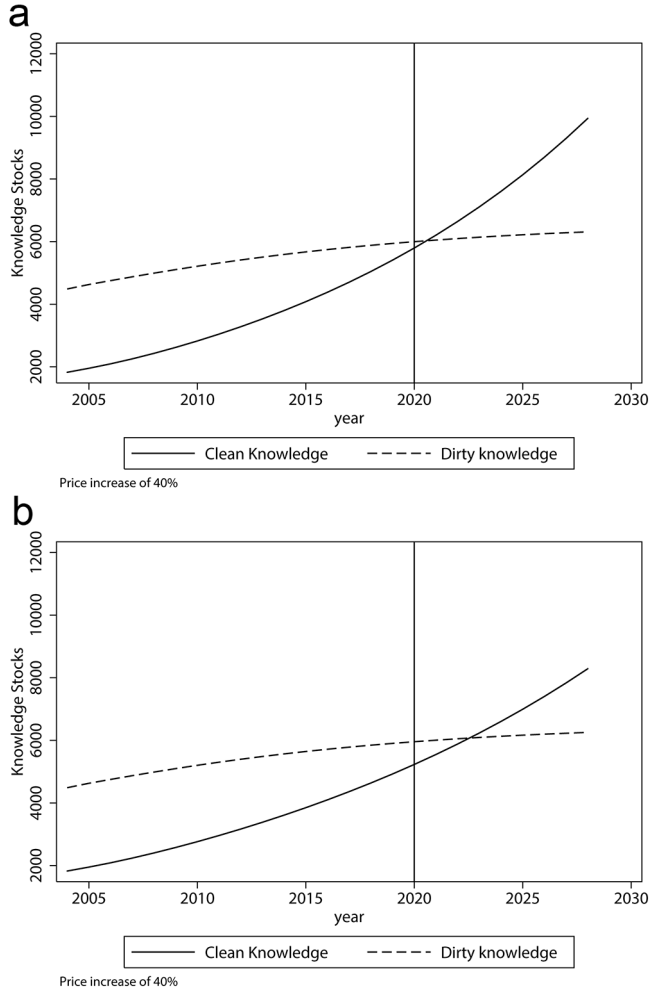 a
12000
10000
8000
6000
4000
2000
Knowledge Stocks
2005 2010 2015 2020 2025 2030
year
Clean Knowledge Dirty knowledge
Price increase of 40%
b
12000
10000
8000
6000
4000
2000
Knowledge Stocks
2005 2010 2015 2020 2025 2030
year
Clean Knowledge Dirty knowledge
Price increase of 40%